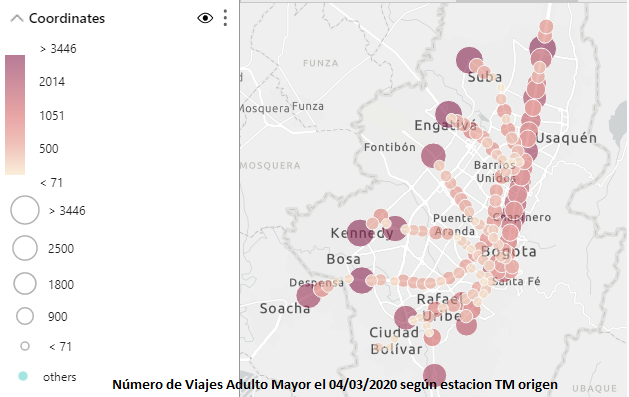 Coordinates
> 3446
2014
1051
500
< 71
> 3446
2500
1800
900
< 71
others
FUNZA
Suba
Mosquera
Funza
Engativá
Usaquén
Fontibón
MOSQUERA
Barrios
Unidos
Puente
Aranda
Chapinero
Kennedy
Bogota
Bosa
Despensa
Santa Fé
Soacha
Rafael
Uribe
Ciudad
Bolívar
UBAQUE
Número de Viajes Adulto Mayor el 04/03/2020 según estacion TM origen